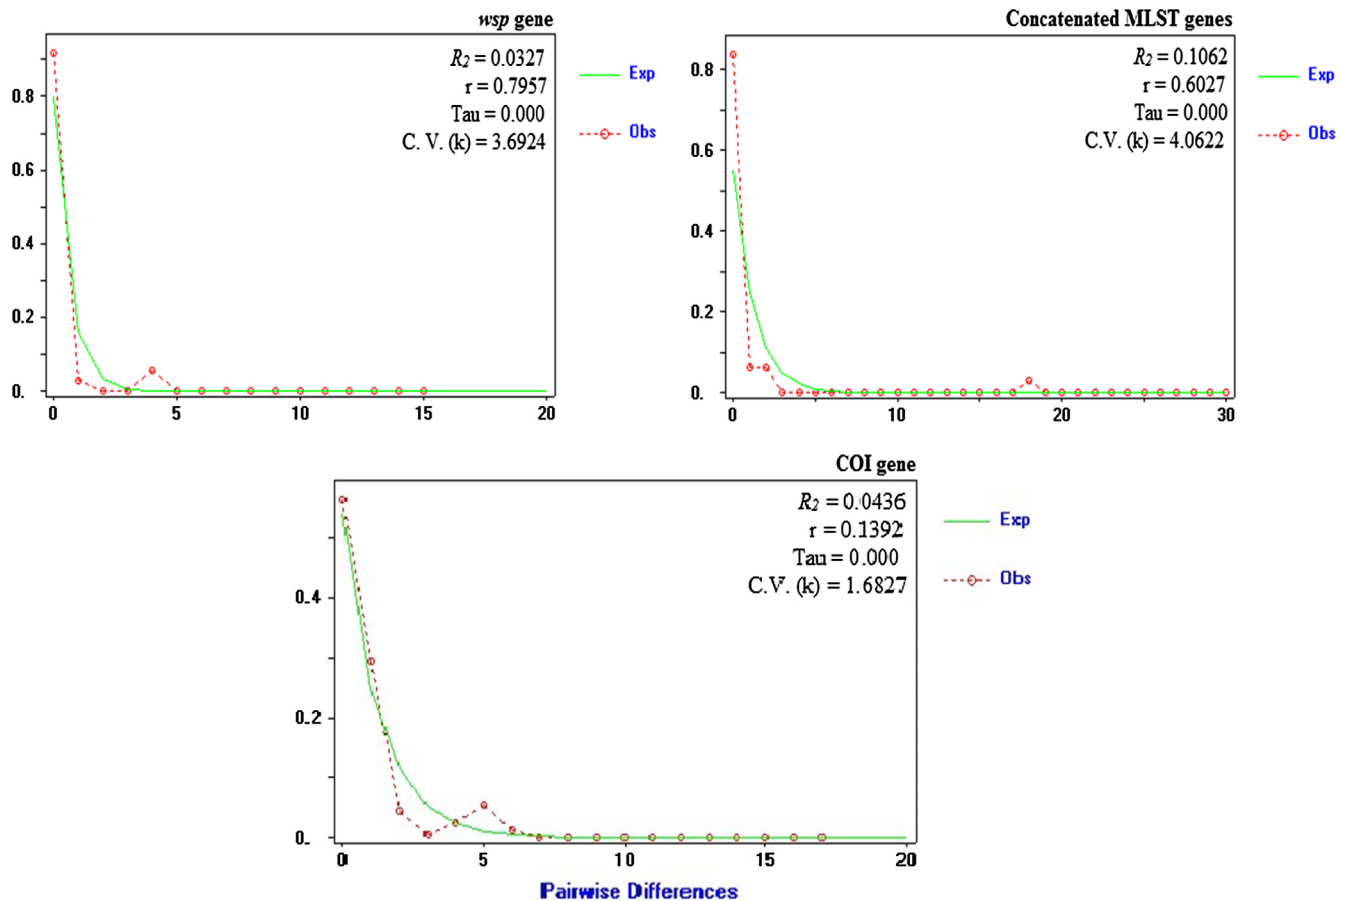 wsp gene
R2 = 0.0327
r = 0.7957
Tau = 0.000
C. V. (k) = 3.6924
Exp
Obs
0.8
0.6
0.4
0.2
0.
0 5 10 15 20
Concatenated MLST genes
R2 = 0.1062
r = 0.6027
Tau = 0.000
C.V. (k) = 4.0622
Exp
Obs
0.8
0.6
0.4
0.2
0.
0 10 20 30
COI gene
R2 = 0.0436
r = 0.1392
Tau = 0.000
C.V. (k) = 1.6827
Exp
Obs
0.4
0.2
0.
0 5 10 15 20
Pairwise Differences